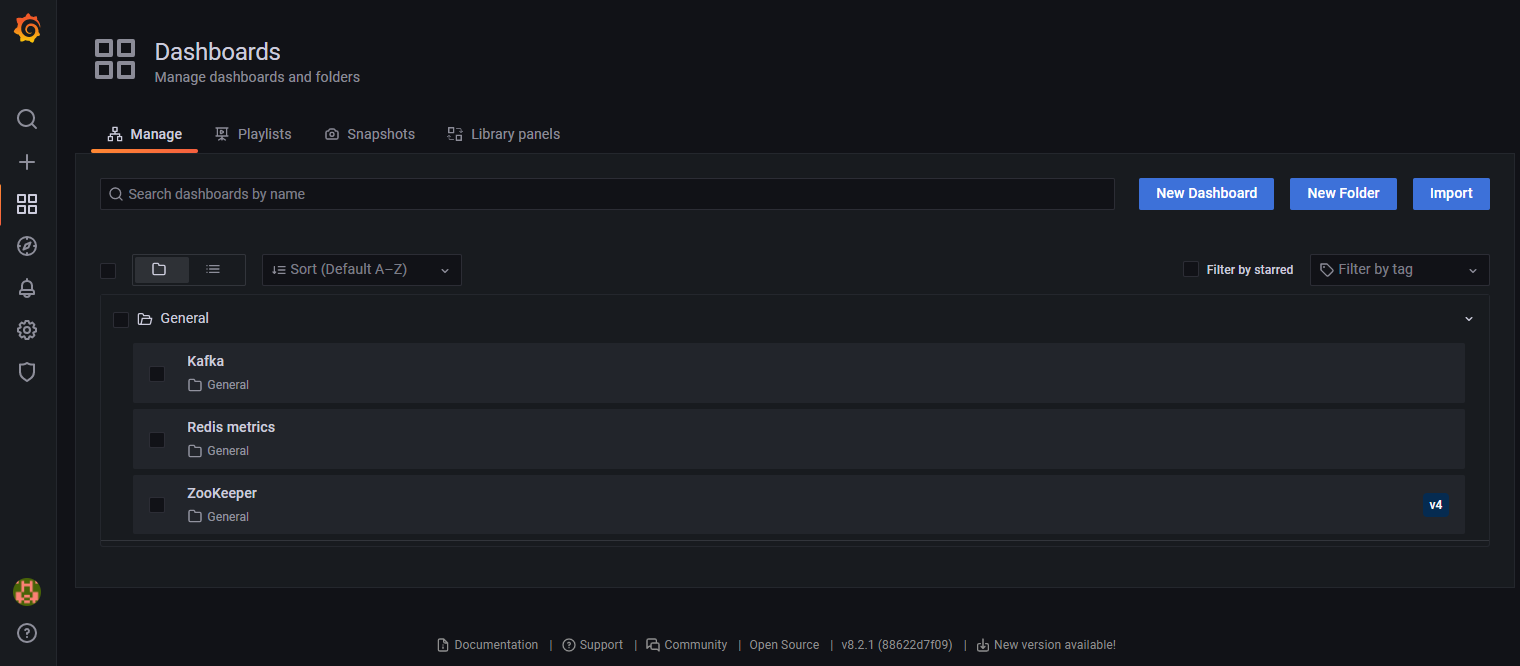 Dashboards
Manage dashboards and folders
Manage Playlists Snapshots Library panels
Search dashboards by name New Dashboard New Folder Import
Sort (Default A–Z) Filter by starred Filter by tag
General
Kafka
General
Redis metrics
General
ZooKeeper
General
v4
Documentation | Support | Community | Open Source | v8.2.1 (88622d7f09) | New version available!